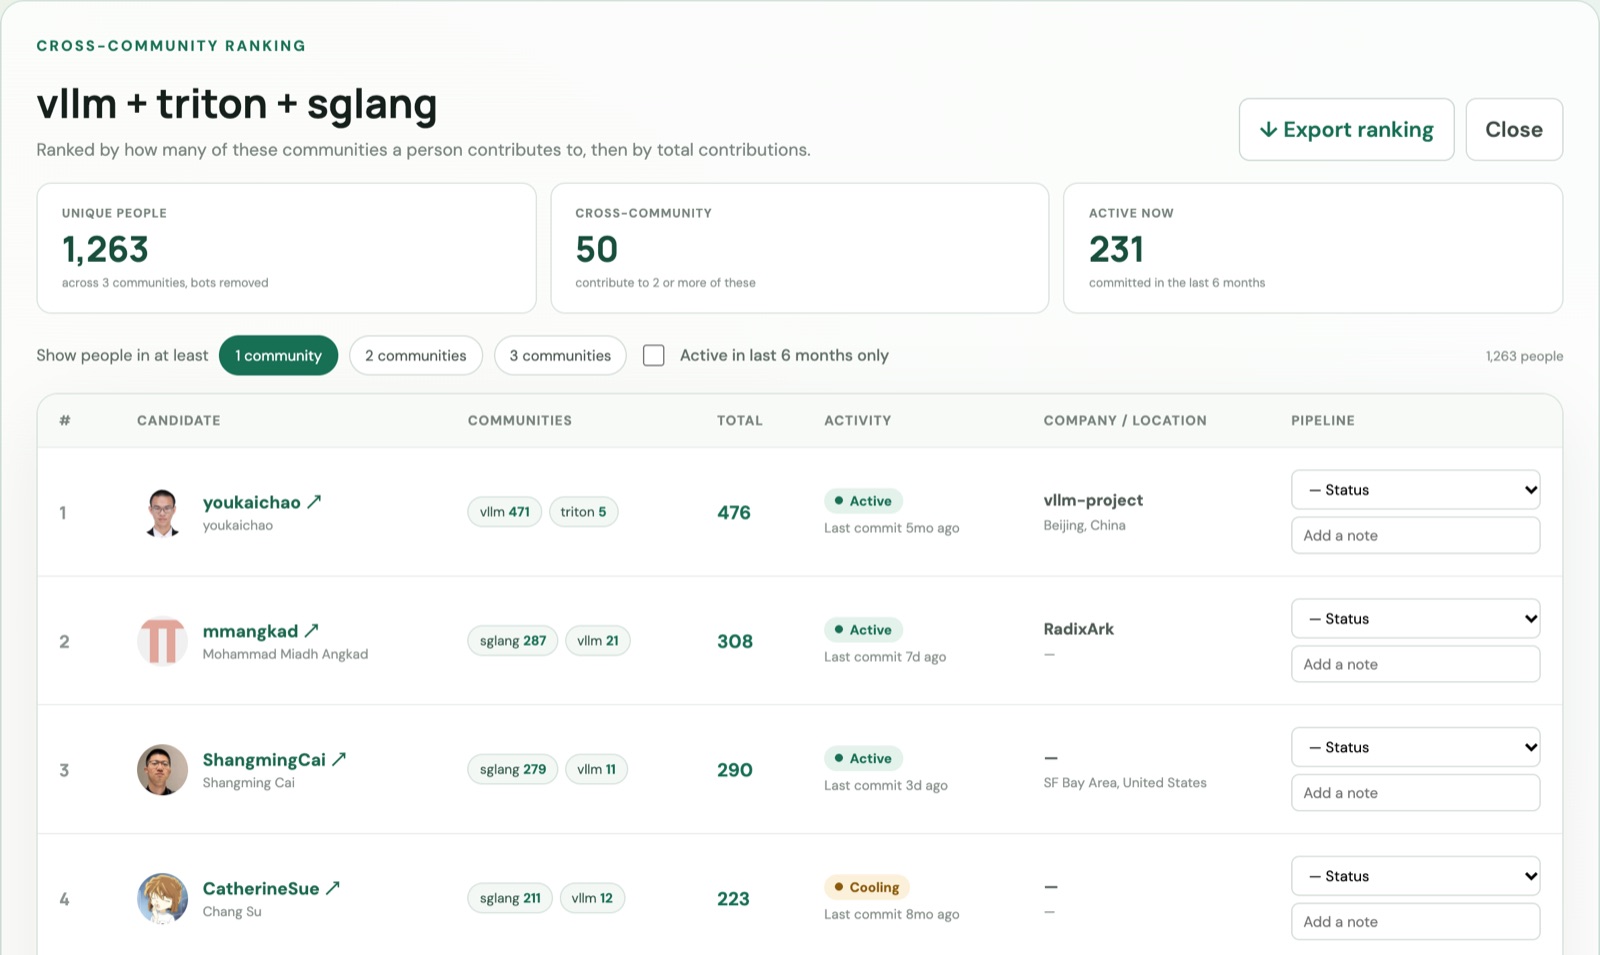 CROSS-COMMUNITY RANKING
vllm + triton + sglang
Ranked by how many of these communities a person contributes to, then by total contributions.
↓ Export ranking
Close
UNIQUE PEOPLE
1,263
across 3 communities, bots removed
CROSS-COMMUNITY
50
contribute to 2 or more of these
ACTIVE NOW
231
committed in the last 6 months
Show people in at least 1 community 2 communities 3 communities Active in last 6 months only 1,263 people
# CANDIDATE COMMUNITIES TOTAL ACTIVITY COMPANY / LOCATION PIPELINE
1
youkaichao ↗
youkaichao
vllm 471 triton 5
476
Active
Last commit 5mo ago
vllm-project
Beijing, China
— Status
Add a note
2
mmangkad ↗
Mohammad Miadh Angkad
sglang 287 vllm 21
308
Active
Last commit 7d ago
RadixArk
—
— Status
Add a note
3
ShangmingCai ↗
Shangming Cai
sglang 279 vllm 11
290
Active
Last commit 3d ago
—
SF Bay Area, United States
— Status
Add a note
4
CatherineSue ↗
Chang Su
sglang 211 vllm 12
223
Cooling
Last commit 8mo ago
—
—
— Status
Add a note